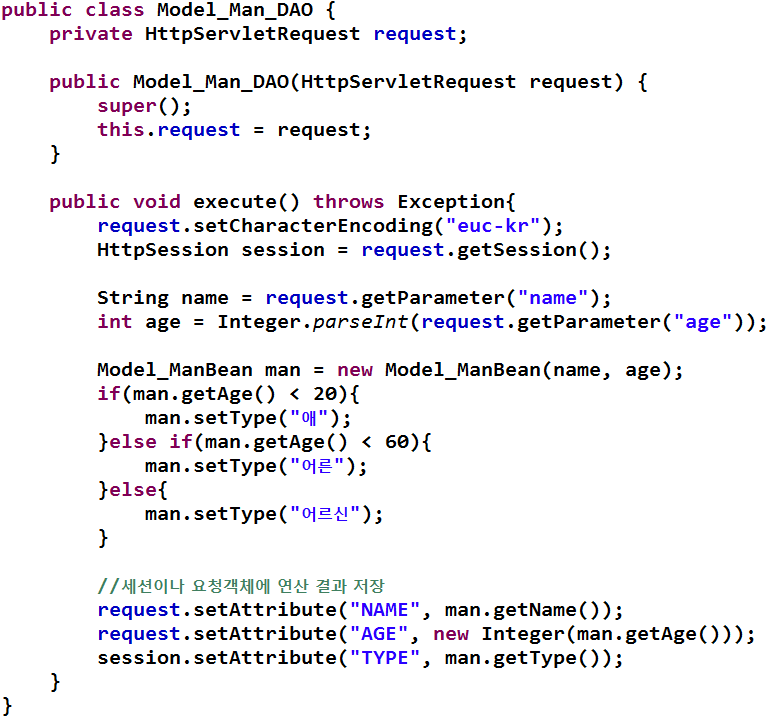 public class Model_Man_DAO {
    private HttpServletRequest request;

    public Model_Man_DAO(HttpServletRequest request) {
        super();
        this.request = request;
    }

    public void execute() throws Exception{
        request.setCharacterEncoding("euc-kr");
        HttpSession session = request.getSession();

        String name = request.getParameter("name");
        int age = Integer.parseInt(request.getParameter("age"));

        Model_ManBean man = new Model_ManBean(name, age);
        if(man.getAge() < 20){
            man.setType("애");
        }else if(man.getAge() < 60){
            man.setType("어른");
        }else{
            man.setType("어르신");
        }

        //세션이나 요청객체에 연산 결과 저장
        request.setAttribute("NAME", man.getName());
        request.setAttribute("AGE", new Integer(man.getAge()));
        session.setAttribute("TYPE", man.getType());
    }
}